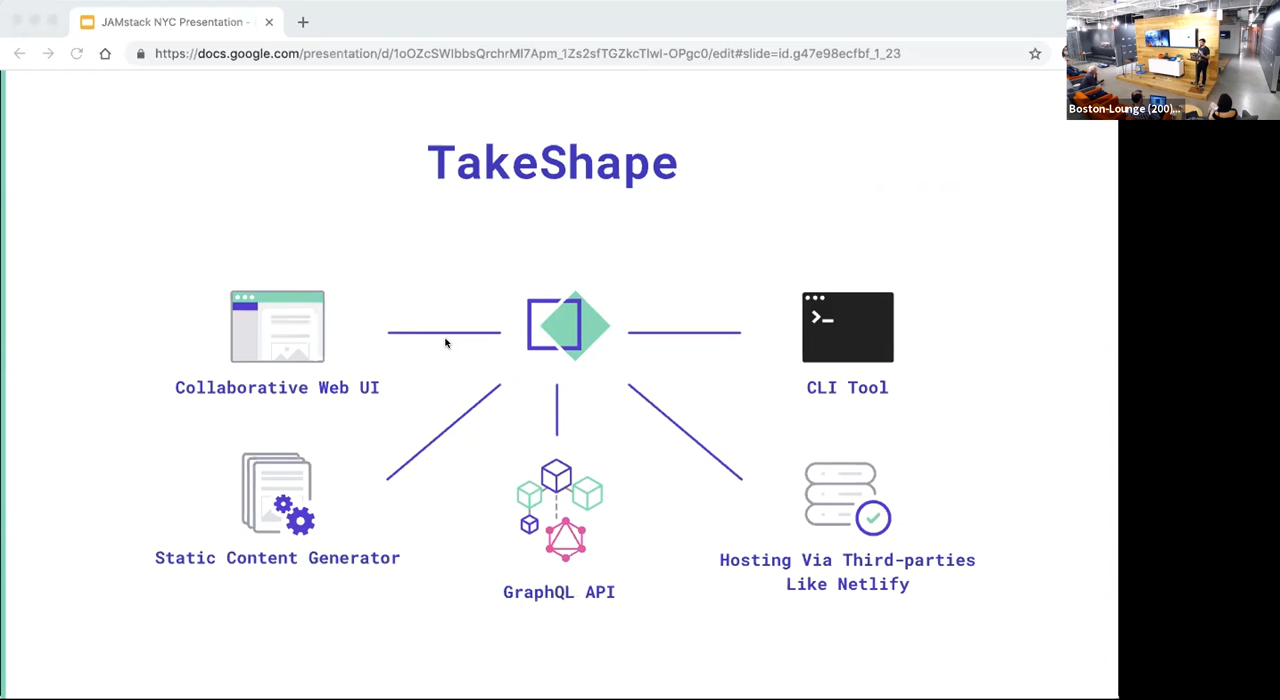 JAMstack NYC Presentation -
https://docs.google.com/presentation/d/1oOZcSWlbbsQrchrMl7Apm_1Zs2sfTGZkcTlwI-OPgc0/edit#slide=id.g47e98ecfbf_1_23
Boston-Lounge (200)...
TakeShape
Collaborative Web UI
CLI Tool
Static Content Generator
GraphQL API
Hosting Via Third-parties
Like Netlify